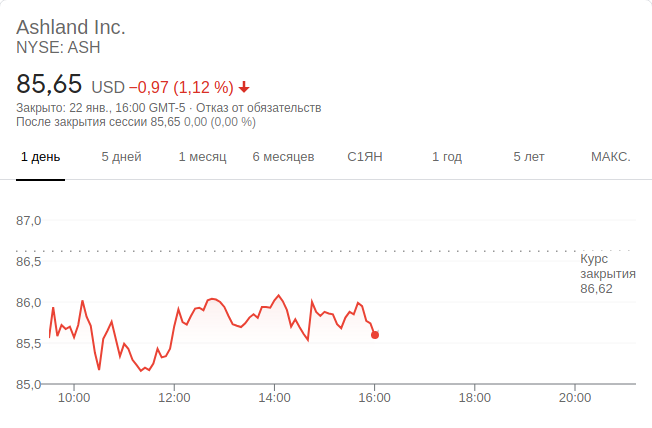 Ashland Inc.
NYSE: ASH
85,65 USD −0,97 (1,12 %)
Закрыто: 22 янв., 16:00 GMT-5 · Отказ от обязательств
После закрытия сессии 85,65 0,00 (0,00 %)
1 день 5 дней 1 месяц 6 месяцев С1ЯН 1 год 5 лет МАКС.
87,0
86,5
Курс
закрытия
86,62
86,0
85,5
85,0
10:00 12:00 14:00 16:00 18:00 20:00